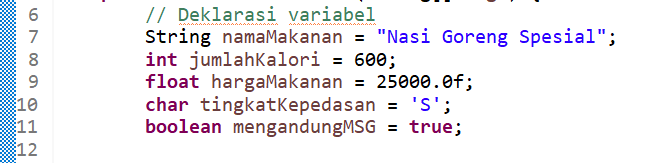 6 // Deklarasi variabel
7 String namaMakanan = "Nasi Goreng Spesial";
8 int jumlahKalori = 600;
9 float hargaMakanan = 25000.0f;
10 char tingkatKepedasan = 'S';
11 boolean mengandungMSG = true;
12